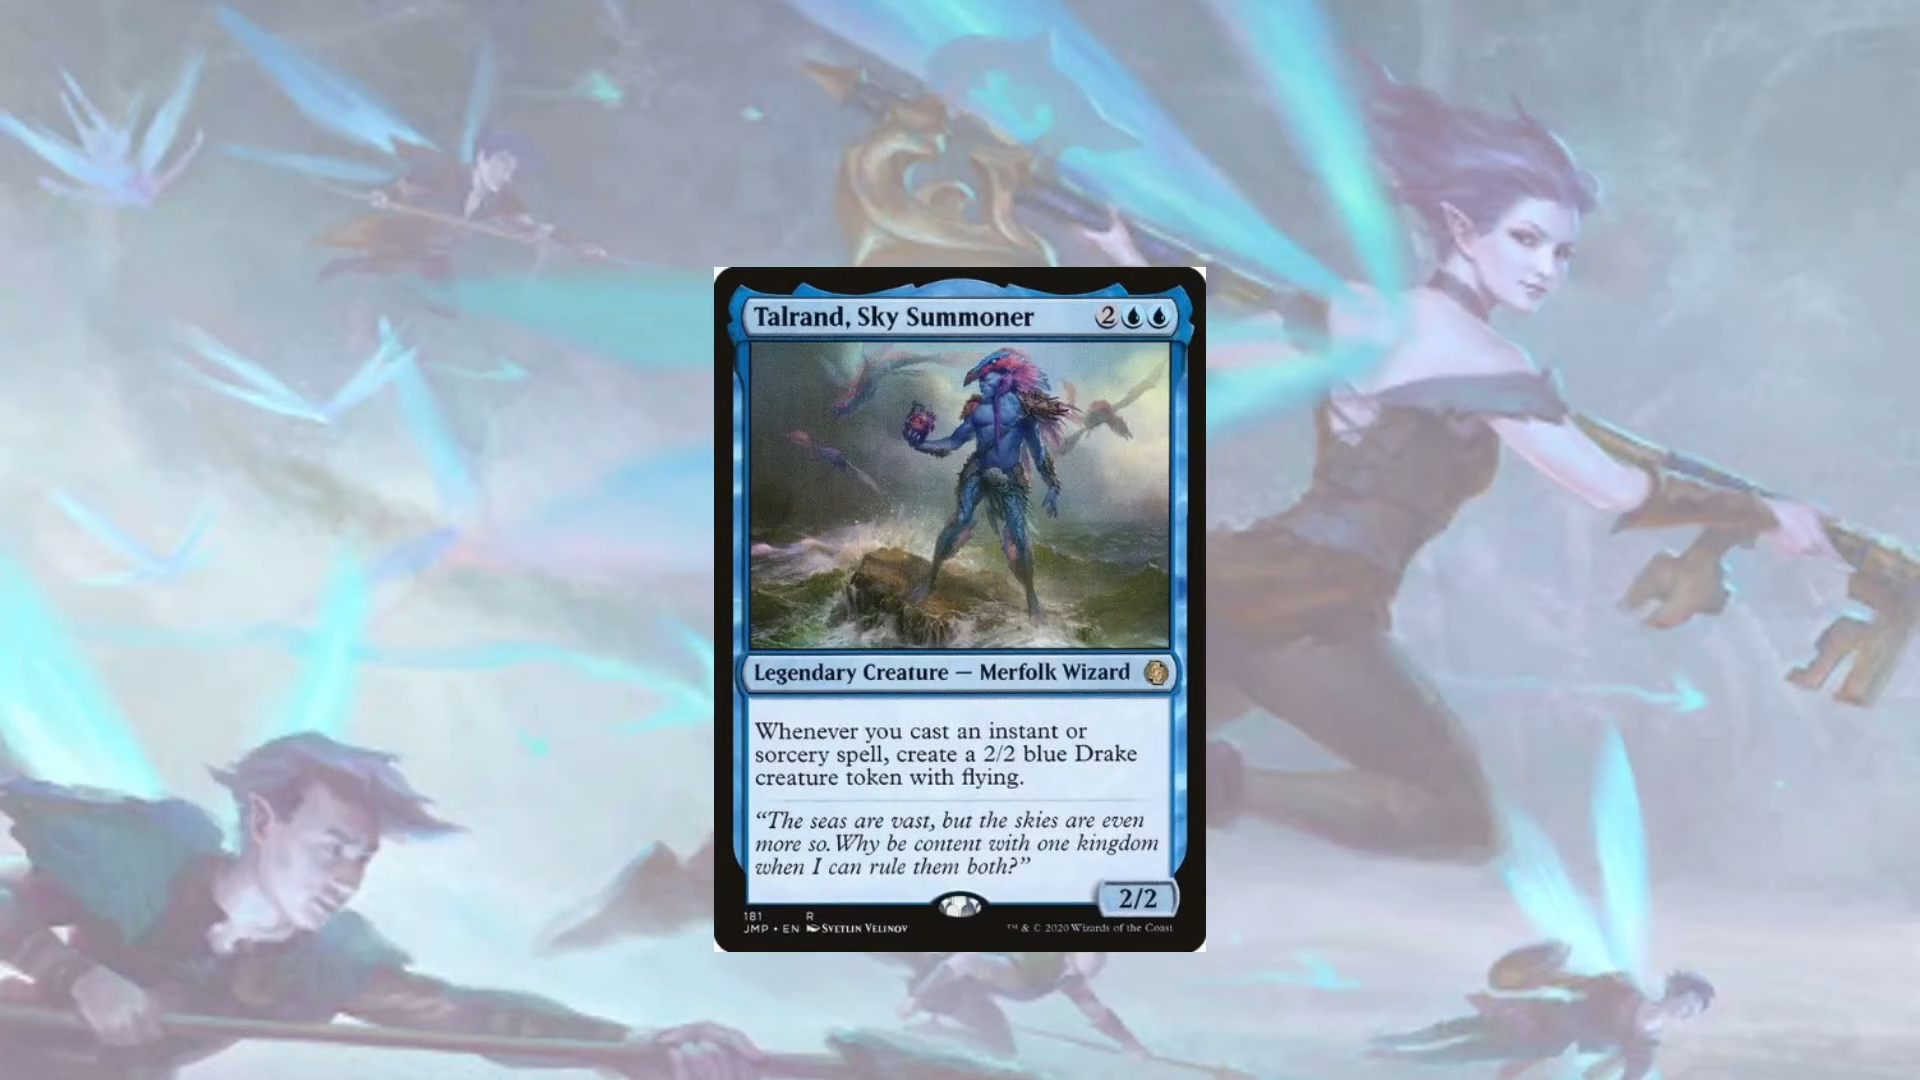 Talrand, Sky Summoner 2
Legendary Creature — Merfolk Wizard
Whenever you cast an instant or
sorcery spell, create a 2/2 blue Drake
creature token with flying.
“The seas are vast, but the skies are even
more so. Why be content with one kingdom
when I can rule them both?”
2/2
181 R
JMP • EN Svetlin Velinov
™ & © 2020 Wizards of the Coast